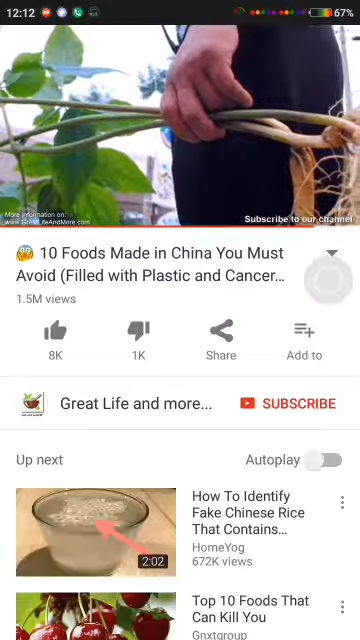 12:12
67%
More information on:
www.GreatLifeAndMore.com
Subscribe to our channel
😱 10 Foods Made in China You Must
Avoid (Filled with Plastic and Cancer...
1.5M views
8K
1K
Share
Add to
Great Life and more...
SUBSCRIBE
Up next
Autoplay
How To Identify
Fake Chinese Rice
That Contains...
HomeYog
672K views
2:02
Top 10 Foods That
Can Kill You
Gnxtgroup